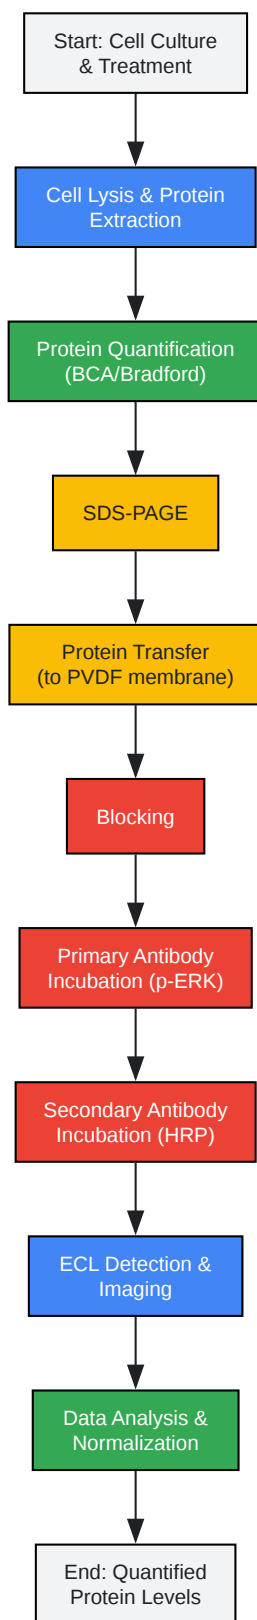 Start: Cell Culture
& Treatment
Cell Lysis & Protein
Extraction
Protein Quantification
(BCA/Bradford)
SDS-PAGE
Protein Transfer
(to PVDF membrane)
Blocking
Primary Antibody
Incubation (p-ERK)
Secondary Antibody
Incubation (HRP)
ECL Detection &
Imaging
Data Analysis &
Normalization
End: Quantified
Protein Levels